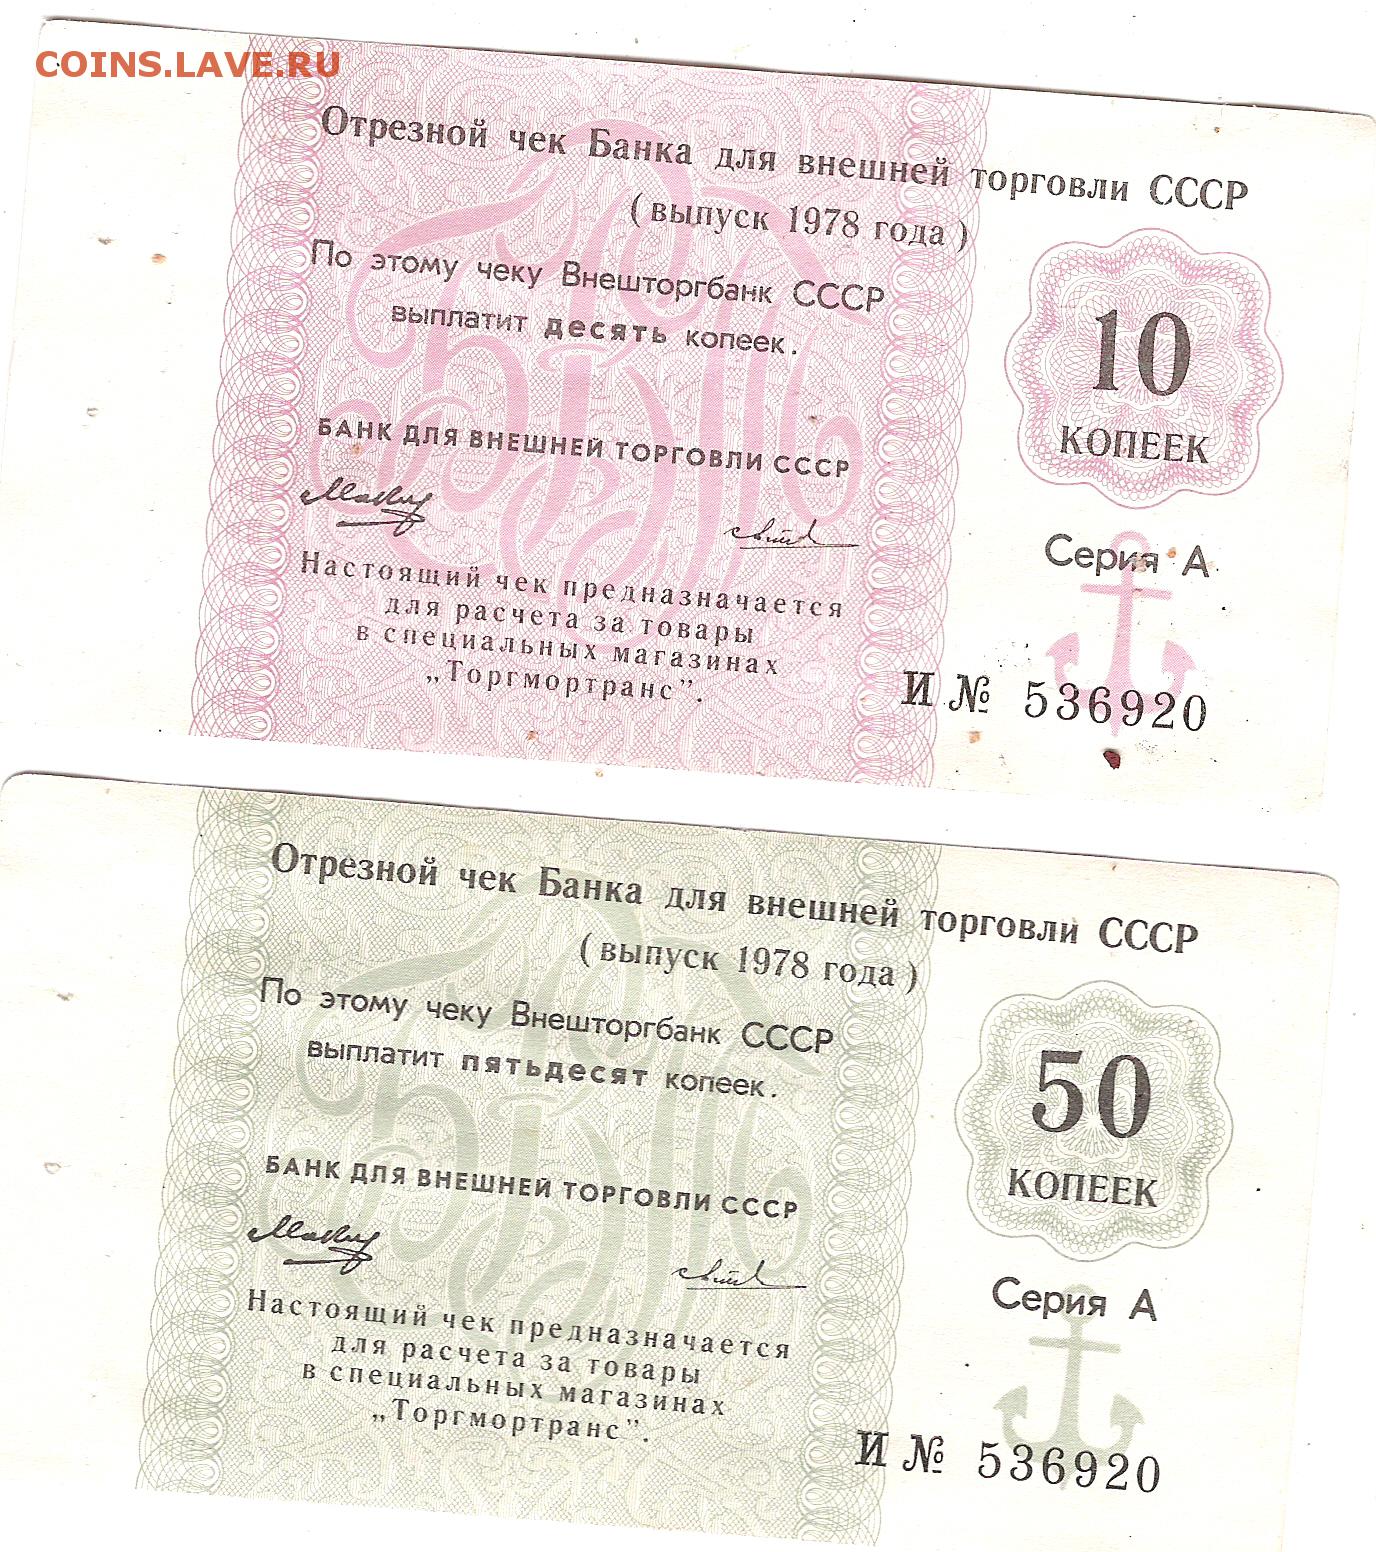 COINS.LAVE.RU
Отрезной чек Банка для внешней торговли СССР
(выпуск 1978 года)
По этому чеку Внешторгбанк СССР
выплатит десять копеек.
10
КОПЕЕК
БАНК ДЛЯ ВНЕШНЕЙ ТОРГОВЛИ СССР
Серия А
Настоящий чек предназначается
для расчета за товары
в специальных магазинах
„Торгмортранс”.
И № 536920
Отрезной чек Банка для внешней торговли СССР
(выпуск 1978 года)
По этому чеку Внешторгбанк СССР
выплатит пятьдесят копеек.
50
КОПЕЕК
БАНК ДЛЯ ВНЕШНЕЙ ТОРГОВЛИ СССР
Серия А
Настоящий чек предназначается
для расчета за товары
в специальных магазинах
„Торгмортранс”.
И № 536920